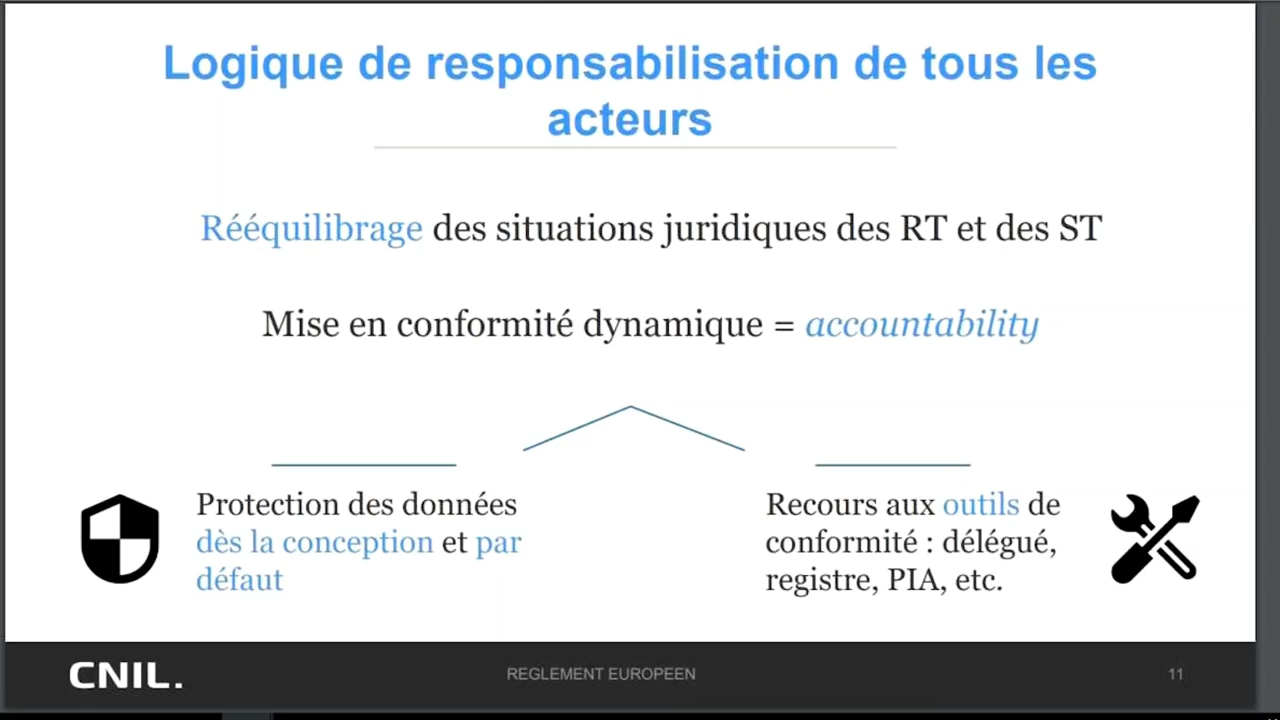 Logique de responsabilisation de tous les
acteurs
Rééquilibrage des situations juridiques des RT et des ST
Mise en conformité dynamique = accountability
Protection des données
dès la conception et par
défaut
Recours aux outils de
conformité : délégué,
registre, PIA, etc.
CNIL.
REGLEMENT EUROPEEN
11